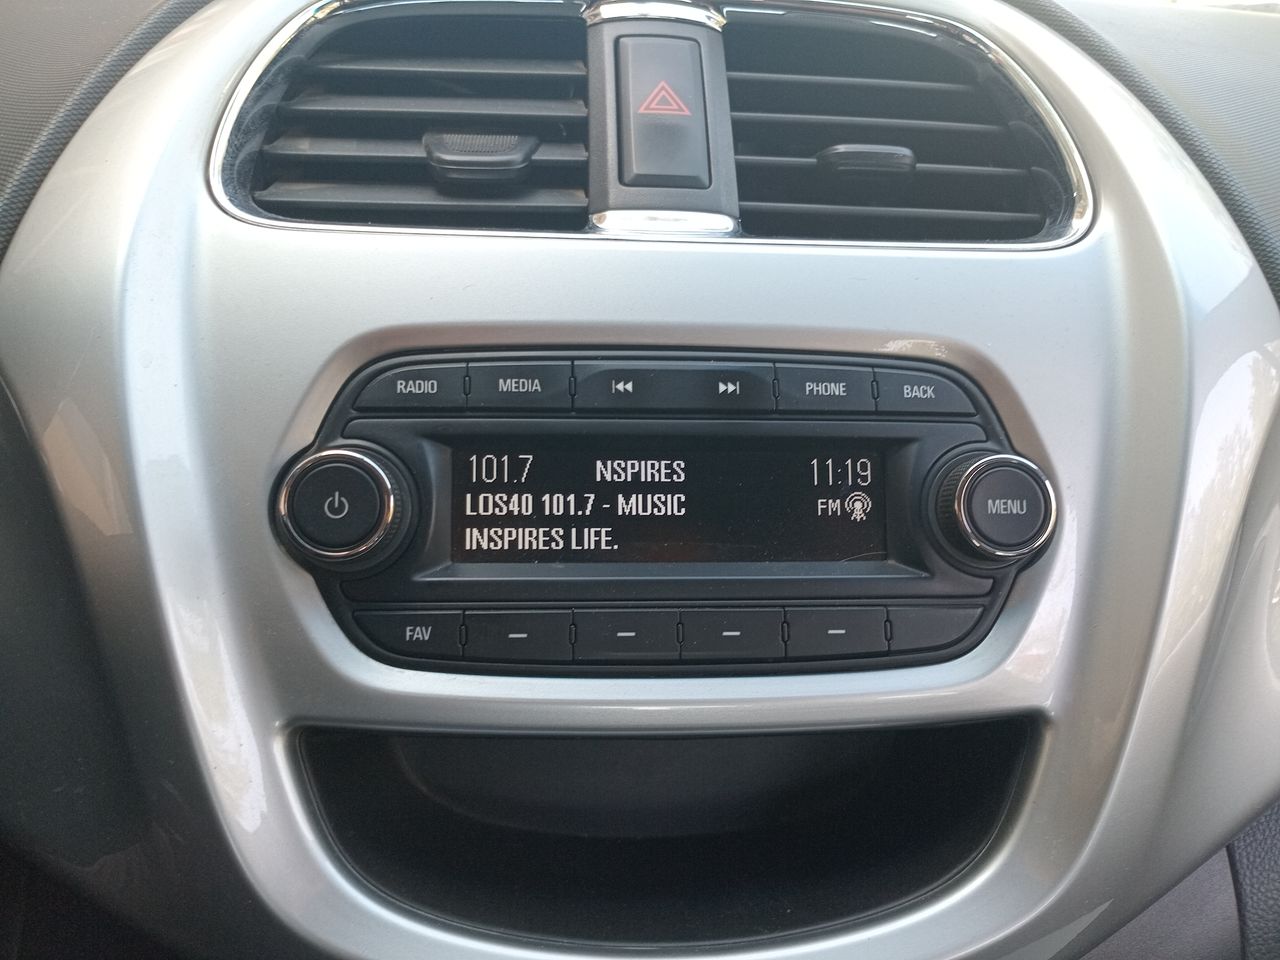 RADIO MEDIA PHONE BACK
101.7 NSPIRES 11:19
LOS40 101.7 - MUSIC FM
INSPIRES LIFE.
MENU
FAV